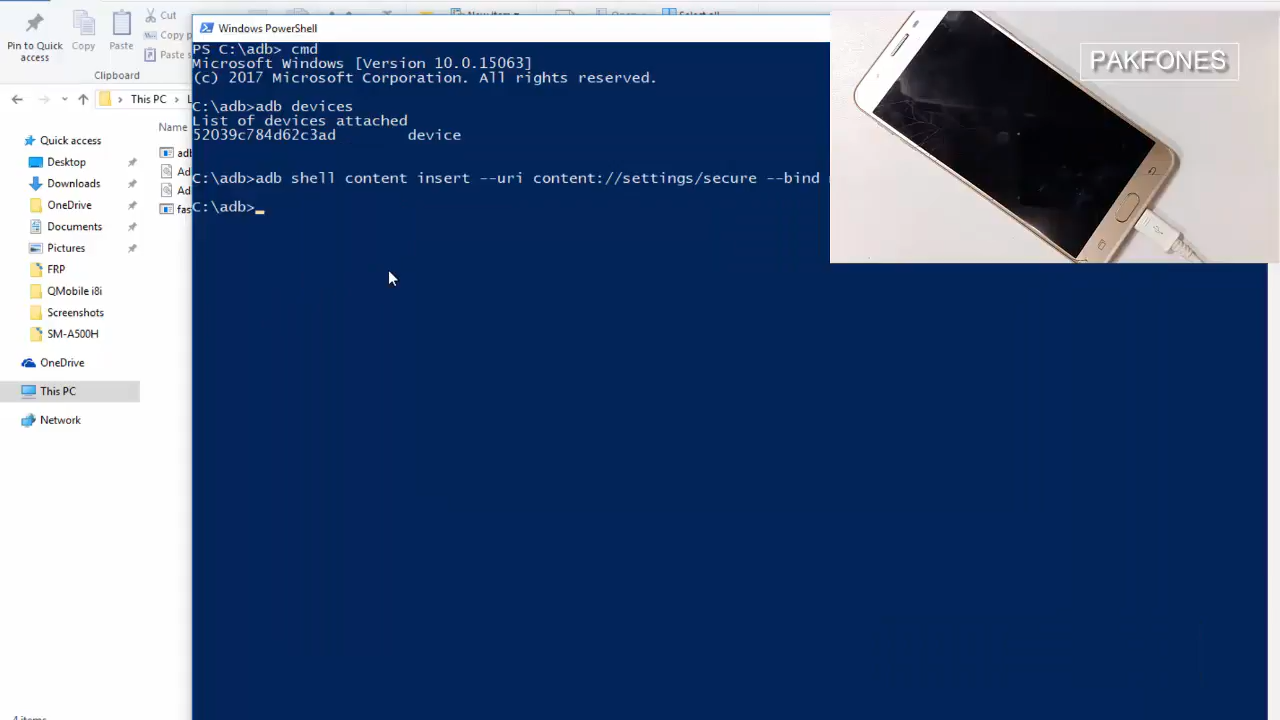 Pin to Quick access
Copy
Paste
Cut
Clipboard
This PC
Name
Quick access
Desktop
Downloads
OneDrive
Documents
Pictures
FRP
QMobile i8i
Screenshots
SM-A500H
OneDrive
This PC
Network
Windows PowerShell
PS C:\adb> cmd
Microsoft Windows [Version 10.0.15063]
(c) 2017 Microsoft Corporation. All rights reserved.
C:\adb>adb devices
List of devices attached
52039c784d62c3ad device
C:\adb>adb shell content insert --uri content://settings/secure --bind
C:\adb>
PAKFONES